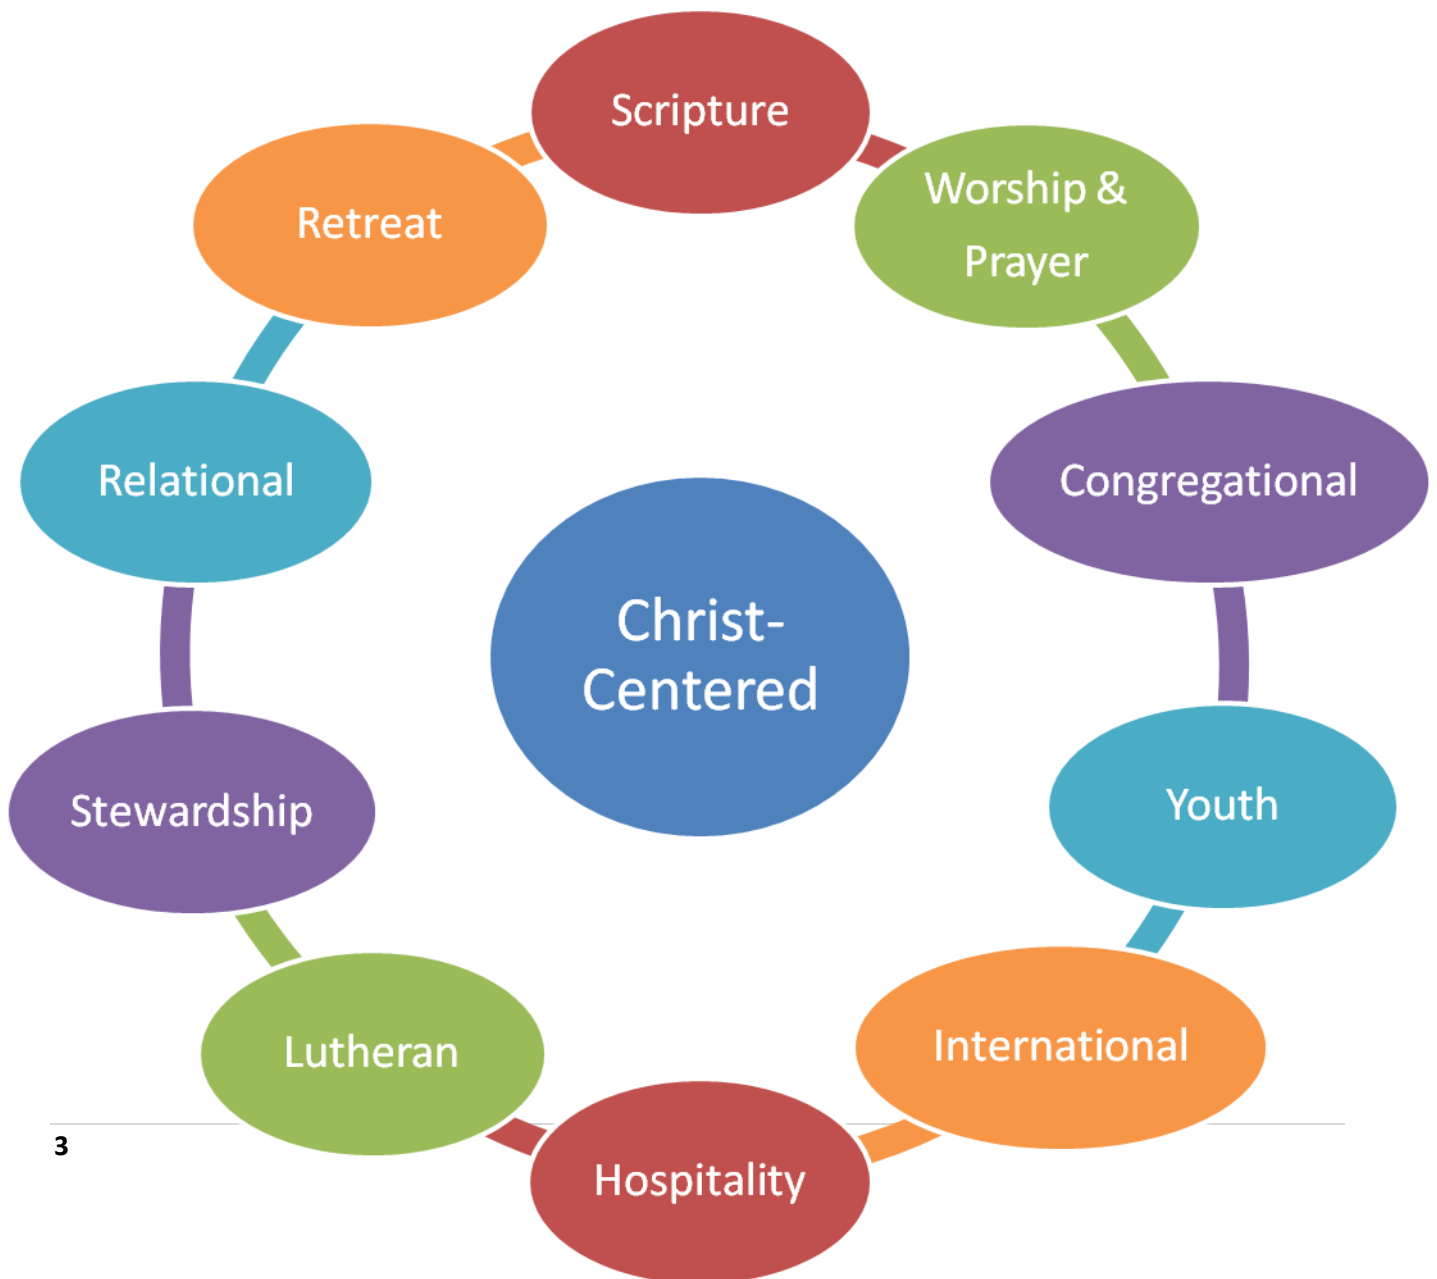 Scripture
Worship &
Prayer
Retreat
Relational
Congregational
Christ-
Centered
Stewardship
Youth
Lutheran
International
3
Hospitality